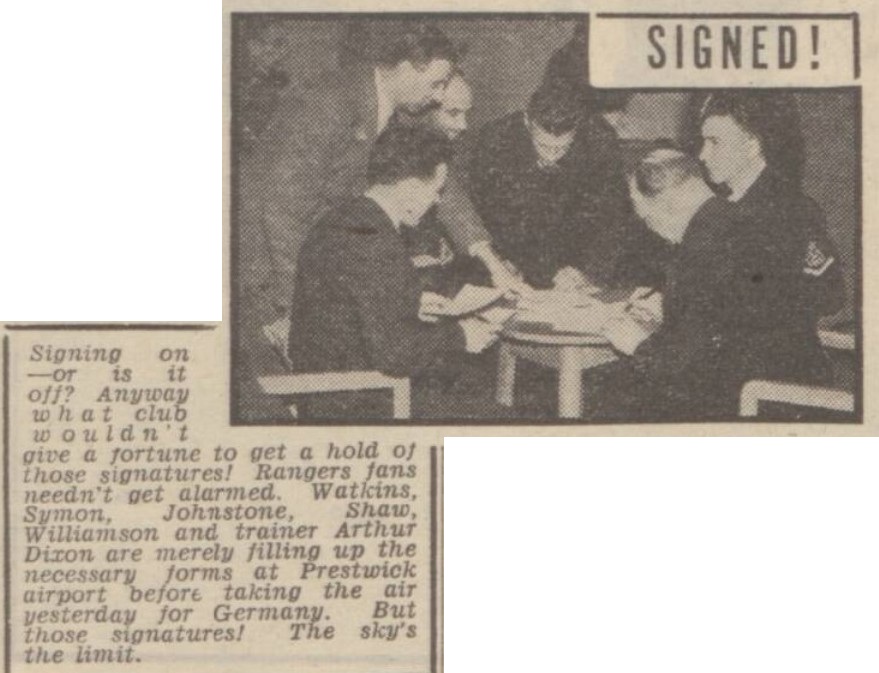 SIGNED!
Signing on
—or is it
off? Anyway
what club
wouldn't
give a fortune to get a hold of
those signatures! Rangers fans
needn't get alarmed. Watkins,
Symon, Johnstone, Shaw,
Williamson and trainer Arthur
Dixon are merely filling up the
necessary forms at Prestwick
airport before taking the air
yesterday for Germany. But
those signatures! The sky's
the limit.